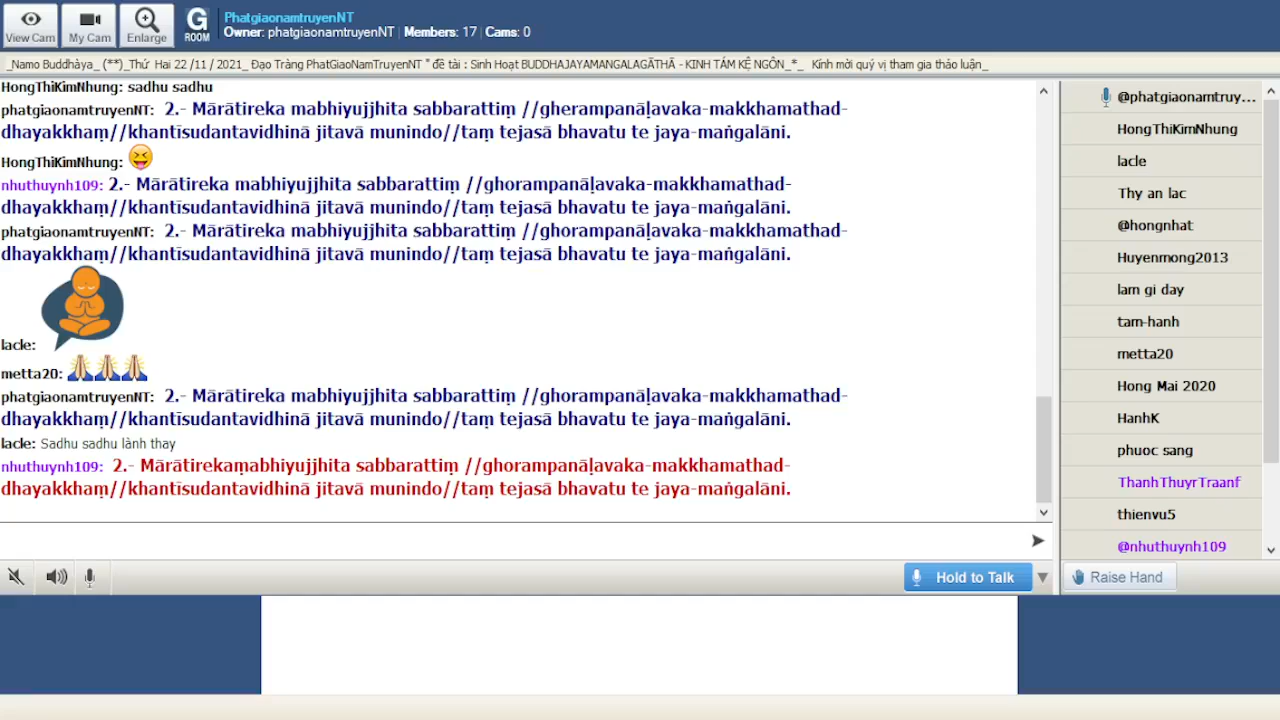 View Cam
My Cam
Enlarge
G
ROOM
PhatgiaonamtruyenNT
Owner: phatgiaonamtruyenNT | Members: 17 | Cams: 0
_Namo Buddhàya_ (**)_Thứ Hai 22 /11 / 2021_ Đạo Tràng PhatGiaoNamTruyenNT * đề tài : Sinh Hoạt BUDDHAJAYAMANGALAGĀTHĀ - KINH TÁM KỆ NGÔN_*_ Kính mời quý vị tham gia thảo luận_
HongThiKimNhung: sadhu sadhu
phatgiaonamtruyenNT: 2.- Mārātireka mabhiyujjhita sabbarattiṃ //gherampanāḷavaka-makkhamathad-
dhayakkhaṃ//khantīsudantavidhinā jitavā munindo//taṃ tejasā bhavatu te jaya-maṅgalāni.
HongThiKimNhung:
nhuthuynh109: 2.- Mārātireka mabhiyujjhita sabbarattiṃ //ghorampanāḷavaka-makkhamathad-
dhayakkhaṃ//khantīsudantavidhinā jitavā munindo//taṃ tejasā bhavatu te jaya-maṅgalāni.
phatgiaonamtruyenNT: 2.- Mārātireka mabhiyujjhita sabbarattiṃ //ghorampanāḷavaka-makkhamathad-
dhayakkhaṃ//khantīsudantavidhinā jitavā munindo//taṃ tejasā bhavatu te jaya-maṅgalāni.
lacle:
metta20:
phatgiaonamtruyenNT: 2.- Mārātireka mabhiyujjhita sabbarattiṃ //ghorampanāḷavaka-makkhamathad-
dhayakkhaṃ//khantīsudantavidhinā jitavā munindo//taṃ tejasā bhavatu te jaya-maṅgalāni.
lacle: Sadhu sadhu lành thay
nhuthuynh109: 2.- Mārātirekaṃabhiyujjhita sabbarattiṃ //ghorampanāḷavaka-makkhamathad-
dhayakkhaṃ//khantīsudantavidhinā jitavā munindo//taṃ tejasā bhavatu te jaya-maṅgalāni.
Hold to Talk
@phatgiaonamtruy...
HongThiKimNhung
lacle
Thy an lac
@hongnhat
Huyenmong2013
lam gi day
tam-hanh
metta20
Hong Mai 2020
HanhK
phuoc sang
ThanhThuyrTraanf
thienvu5
@nhuthuynh109
Raise Hand